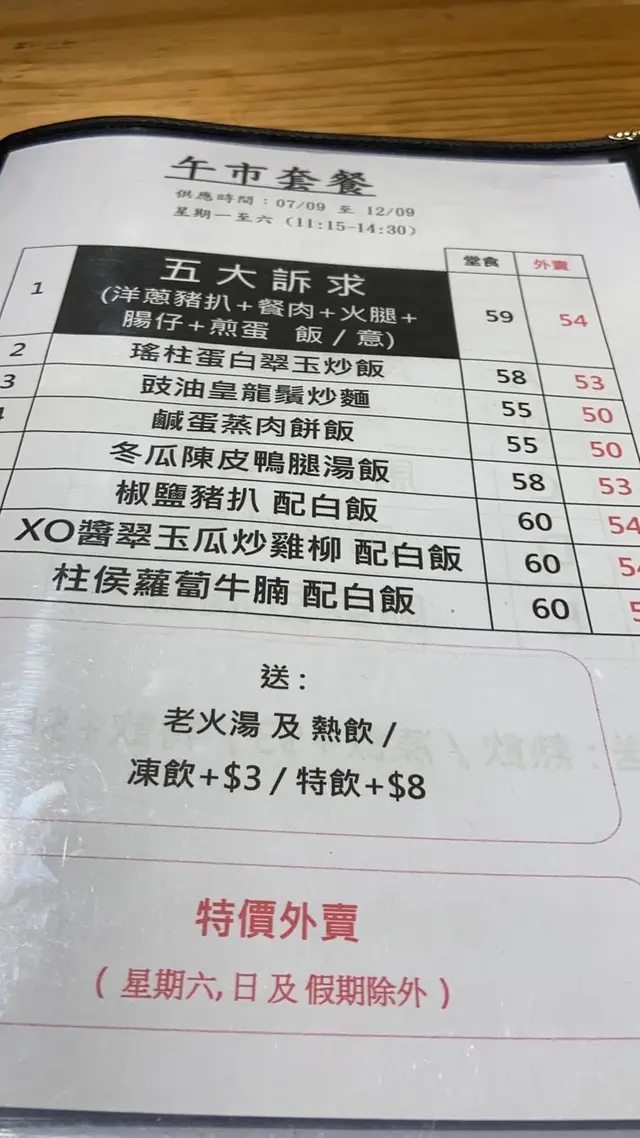 午市套餐
供應時間：07/09 至 12/09
星期一至六 (11:15-14:30)
堂食 外賣
1 五大訴求 59 54
(洋蔥豬扒+餐肉+火腿+
腸仔+煎蛋 飯 / 意)
2 瑤柱蛋白翠玉炒飯 58 53
3 豉油皇龍鬚炒麵 55 50
鹹蛋蒸肉餅飯 55 50
冬瓜陳皮鴨腿湯飯 58 53
椒鹽豬扒 配白飯 60 54
XO醬翠玉瓜炒雞柳 配白飯 60
柱侯蘿蔔牛腩 配白飯 60
送:
老火湯 及 熱飲 /
凍飲+$3 / 特飲+$8
特價外賣
( 星期六, 日 及 假期除外 )